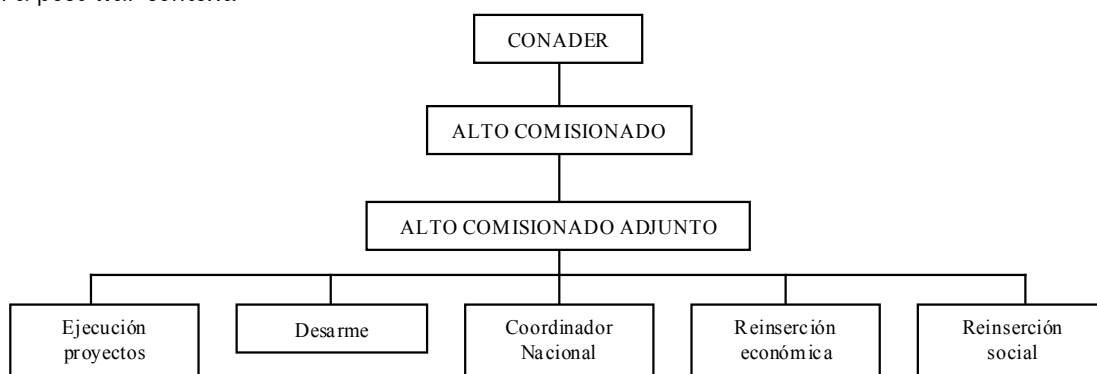 CONADER
ALTO COMISIONADO
ALTO COMISIONADO ADJUNTO
Ejecución
proyectos
Desarme
Coordinador
Nacional
Reinserción
económica
Reinserción
social